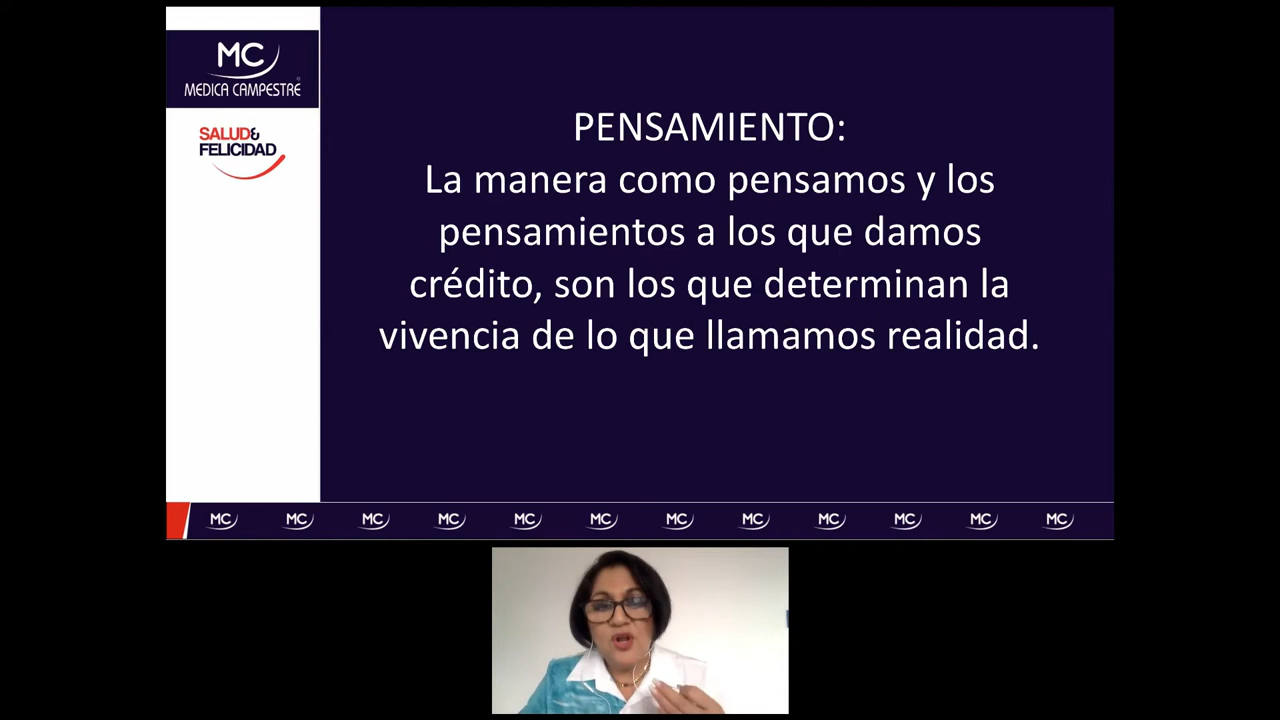 MC
MEDICA CAMPESTRE
SALUD&
FELICIDAD
PENSAMIENTO:
La manera como pensamos y los
pensamientos a los que damos
crédito, son los que determinan la
vivencia de lo que llamamos realidad.
MC MC MC MC MC MC MC MC MC MC MC MC